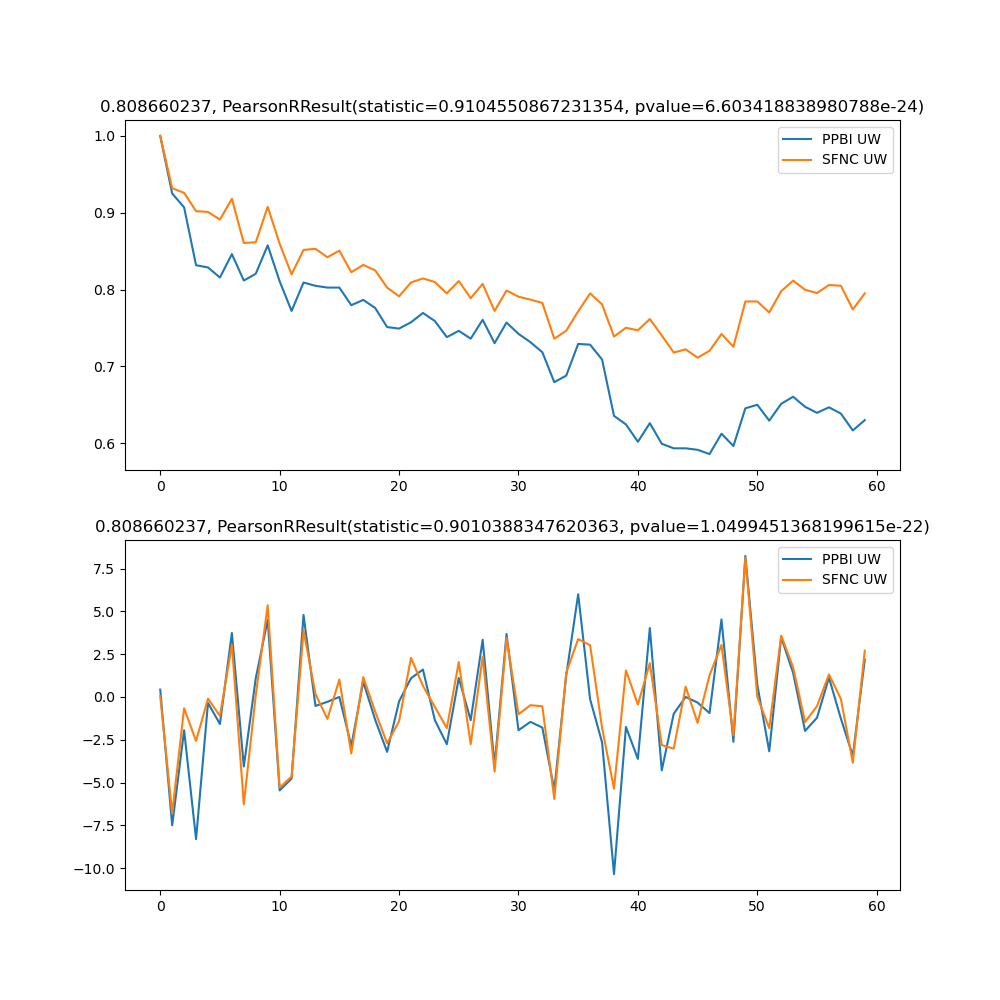 0.808660237, PearsonRResult(statistic=0.9104550867231354, pvalue=6.603418838980788e-24)
PPBI UW
SFNC UW
1.0
0.9
0.8
0.7
0.6
0 10 20 30 40 50 60
0.808660237, PearsonRResult(statistic=0.9010388347620363, pvalue=1.0499451368199615e-22)
PPBI UW
SFNC UW
7.5
5.0
2.5
0.0
−2.5
−5.0
−7.5
−10.0
0 10 20 30 40 50 60